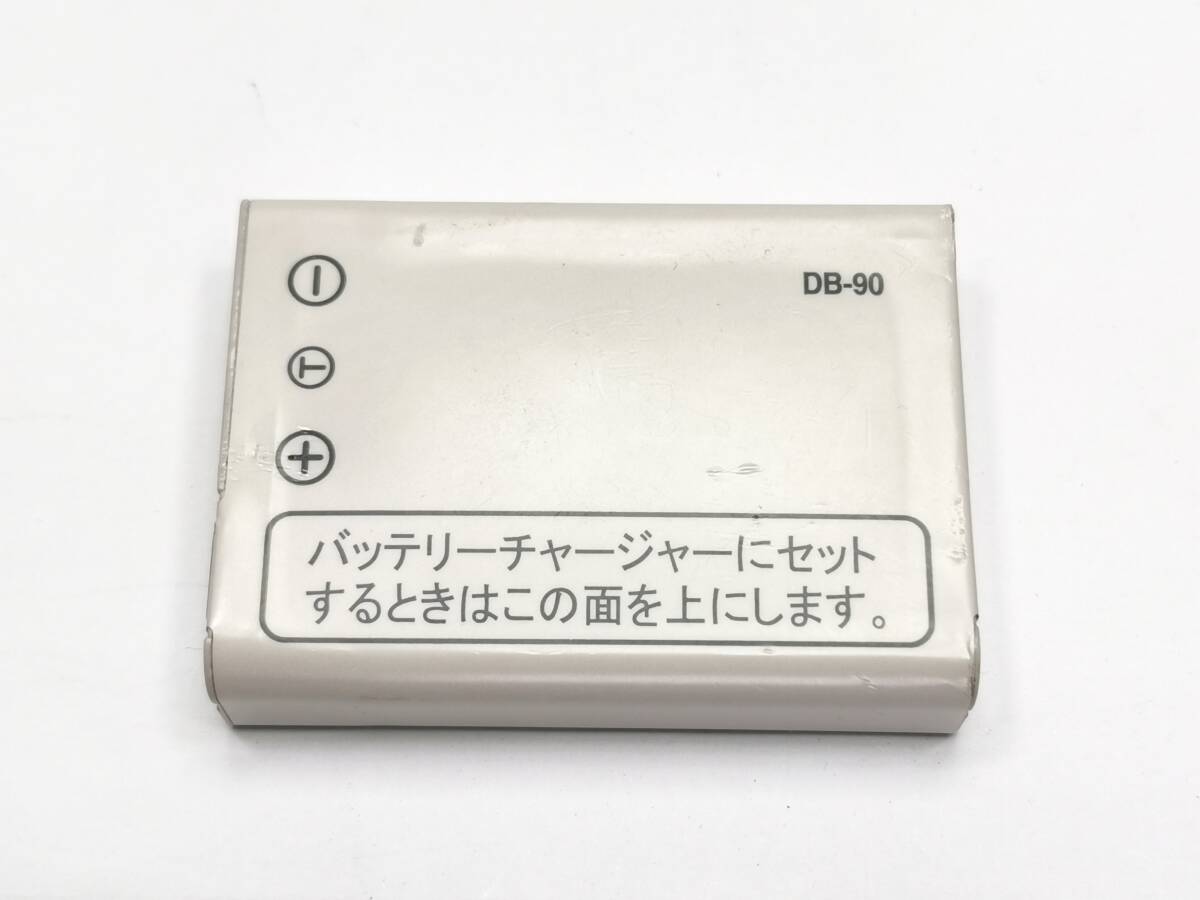 DB-90
T
バッテリーチャージャーにセット
するときはこの面を上にします。